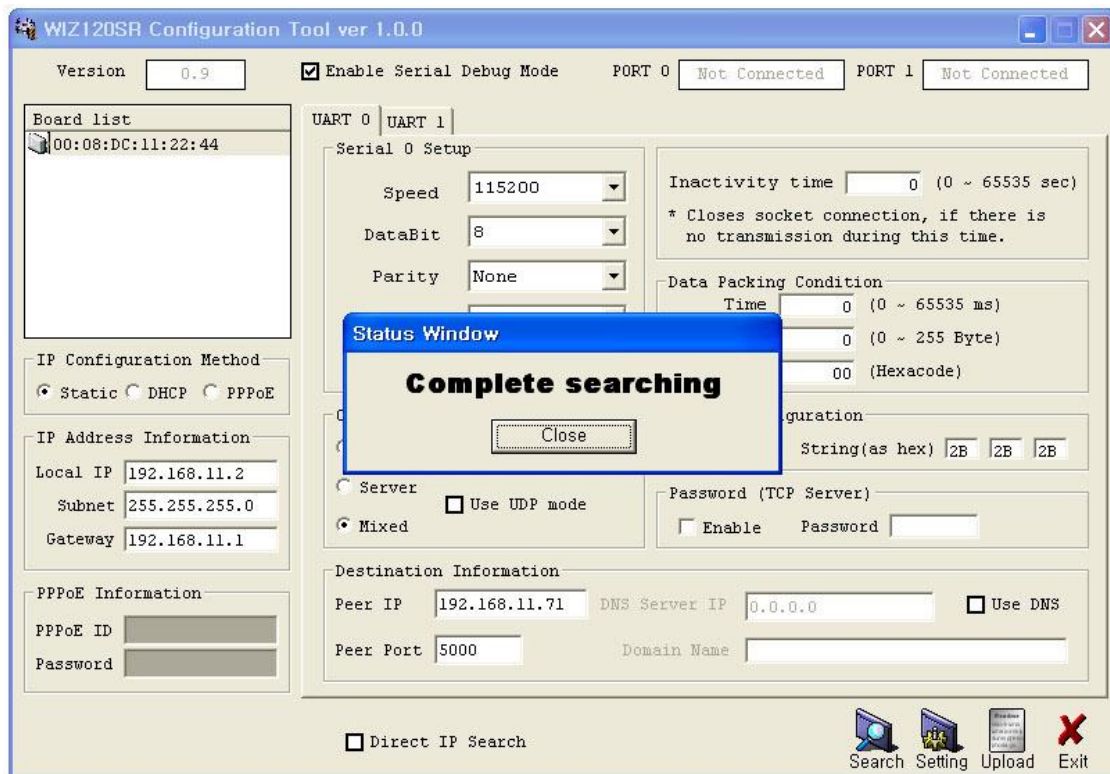 WIZ120SR Configuration Tool ver 1.0.0
Version 0.9
Enable Serial Debug Mode
PORT 0 Not Connected
PORT 1 Not Connected
Board list
00:08:DC:11:22:44
IP Configuration Method
Static DHCP PPPoE
IP Address Information
Local IP 192.168.11.2
Subnet 255.255.255.0
Gateway 192.168.11.1
PPPoE Information
PPPoE ID
Password
UART 0 UART 1
Serial 0 Setup
Speed 115200
DataBit 8
Parity None
Inactivity time 0 (0 ~ 65535 sec)
* Closes socket connection, if there is
no transmission during this time.
Data Packing Condition
Time 0 (0 ~ 65535 ms)
0 (0 ~ 255 Byte)
00 (Hexacode)
Status Window
Complete searching
Close
String(as hex) 2B 2B 2B
Server
Use UDP mode
Mixed
Password (TCP Server)
Enable Password
Destination Information
Peer IP 192.168.11.71 DNS Server IP 0.0.0.0 Use DNS
Peer Port 5000 Domain Name
Direct IP Search
Search Setting Upload Exit